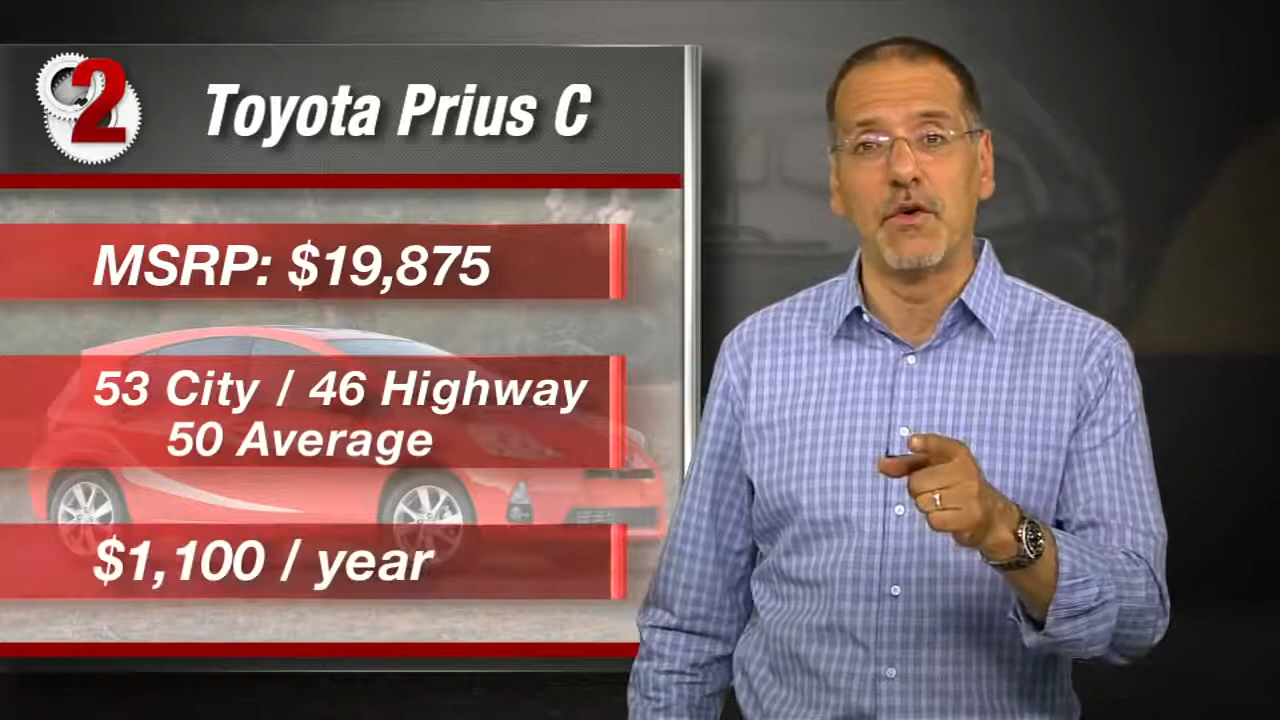 2
Toyota Prius C
MSRP: $19,875
53 City / 46 Highway
50 Average
$1,100 / year